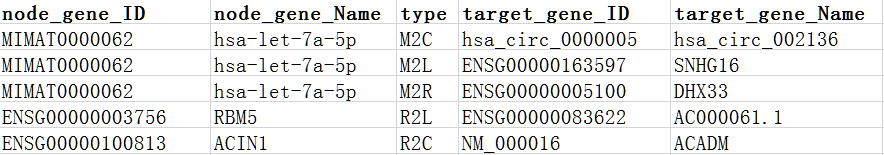 node_gene_ID node_gene_Name type target_gene_ID target_gene_Name
MIMAT0000062 hsa-let-7a-5p M2C hsa_circ_0000005 hsa_circ_002136
MIMAT0000062 hsa-let-7a-5p M2L ENSG00000163597 SNHG16
MIMAT0000062 hsa-let-7a-5p M2R ENSG00000005100 DHX33
ENSG00000003756 RBM5 R2L ENSG00000083622 AC000061.1
ENSG00000100813 ACIN1 R2C NM_000016 ACADM